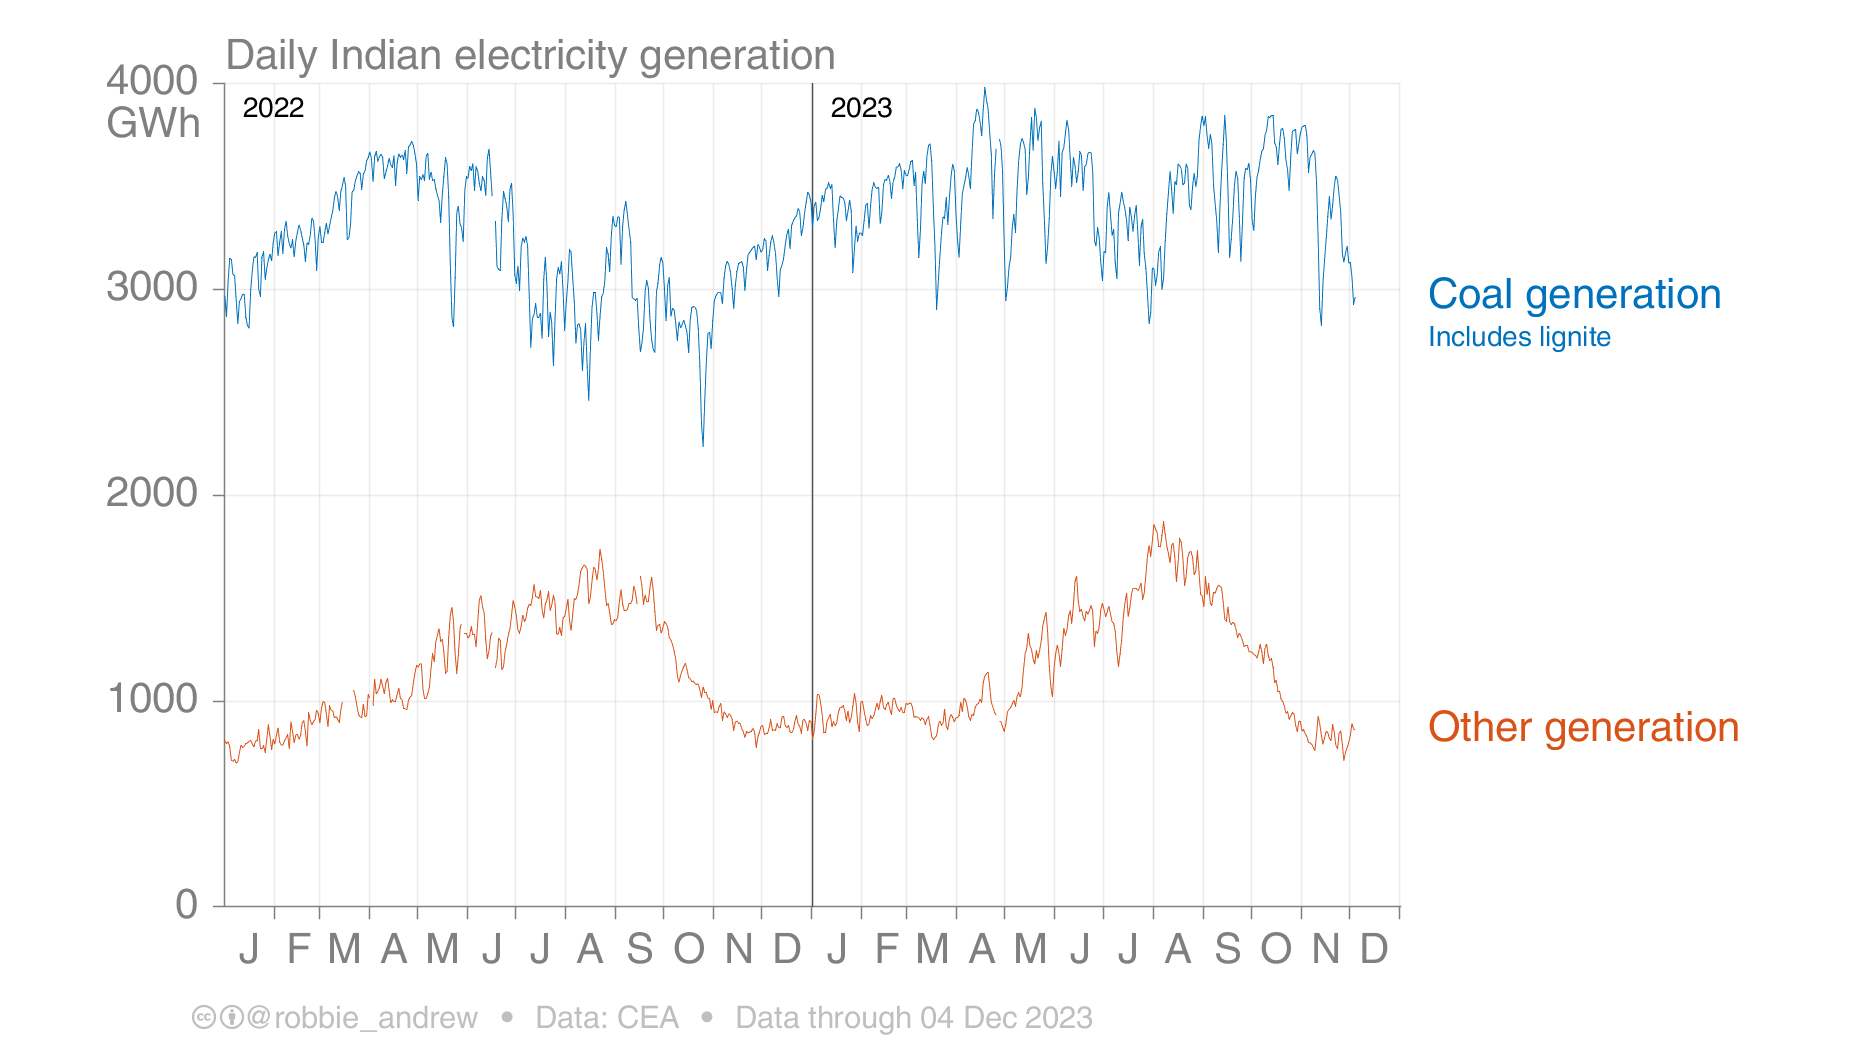 Daily Indian electricity generation
4000
GWh
2022
2023
3000
2000
1000
0
Coal generation
Includes lignite
Other generation
J F M A M J J A S O N D J F M A M J J A S O N D
@robbie_andrew • Data: CEA • Data through 04 Dec 2023